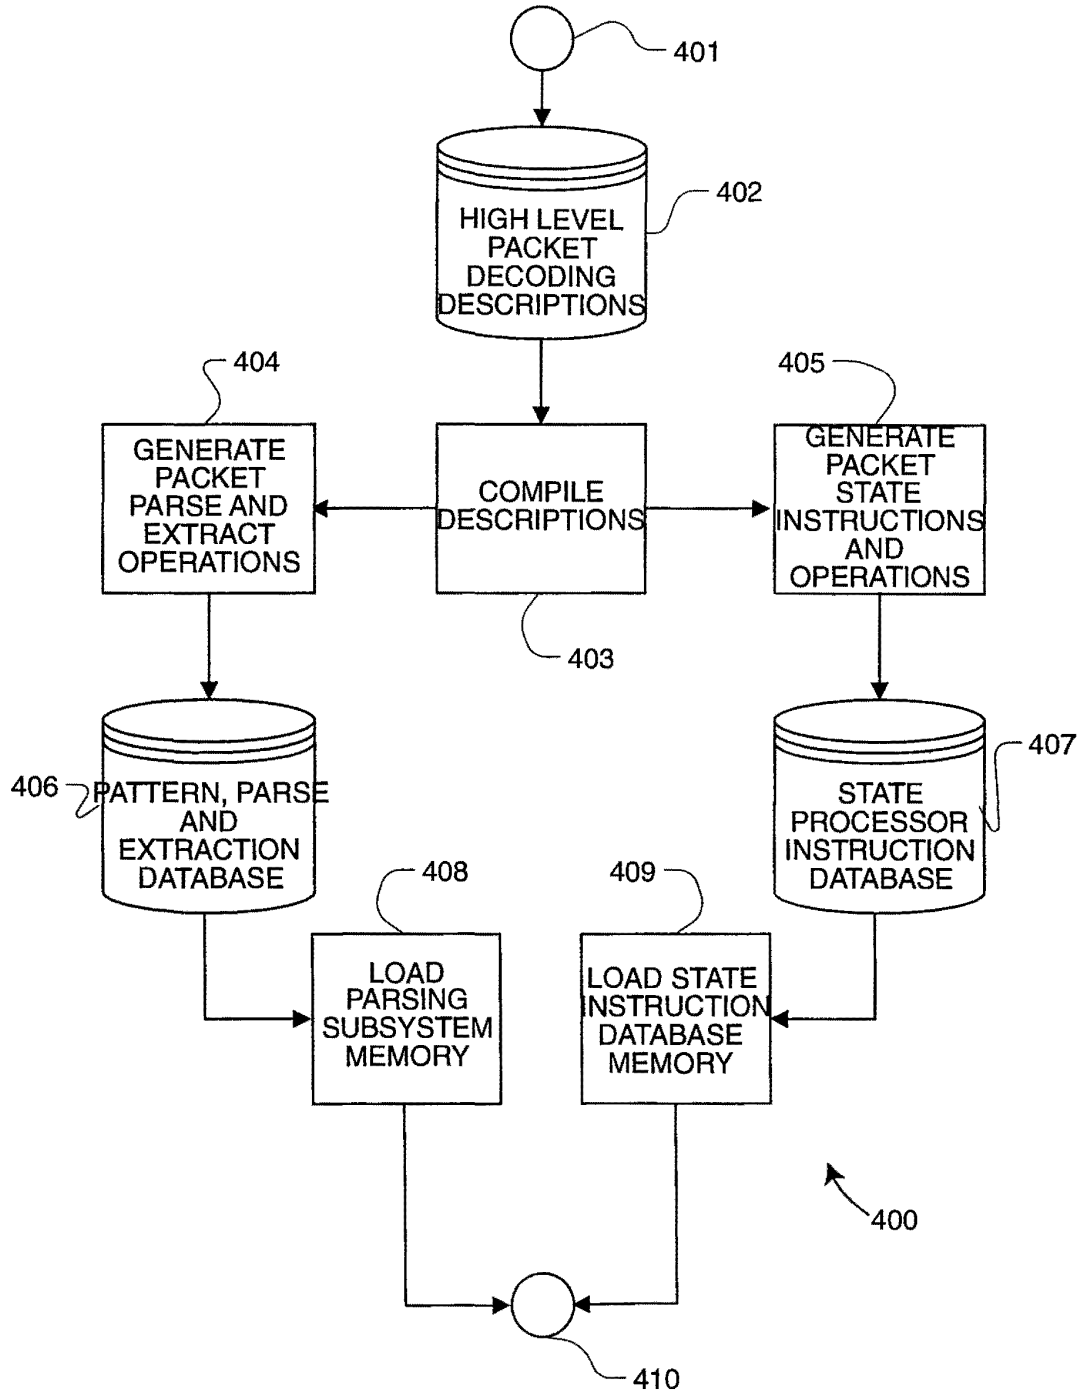 401
402
HIGH LEVEL
PACKET
DECODING
DESCRIPTIONS
404
405
GENERATE
PACKET
PARSE AND
EXTRACT
OPERATIONS
COMPILE
DESCRIPTIONS
GENERATE
PACKET
STATE
INSTRUCTIONS
AND
OPERATIONS
403
406
PATTERN, PARSE
AND
EXTRACTION
DATABASE
407
STATE
PROCESSOR
INSTRUCTION
DATABASE
408
409
LOAD
PARSING
SUBSYSTEM
MEMORY
LOAD STATE
INSTRUCTION
DATABASE
MEMORY
400
410